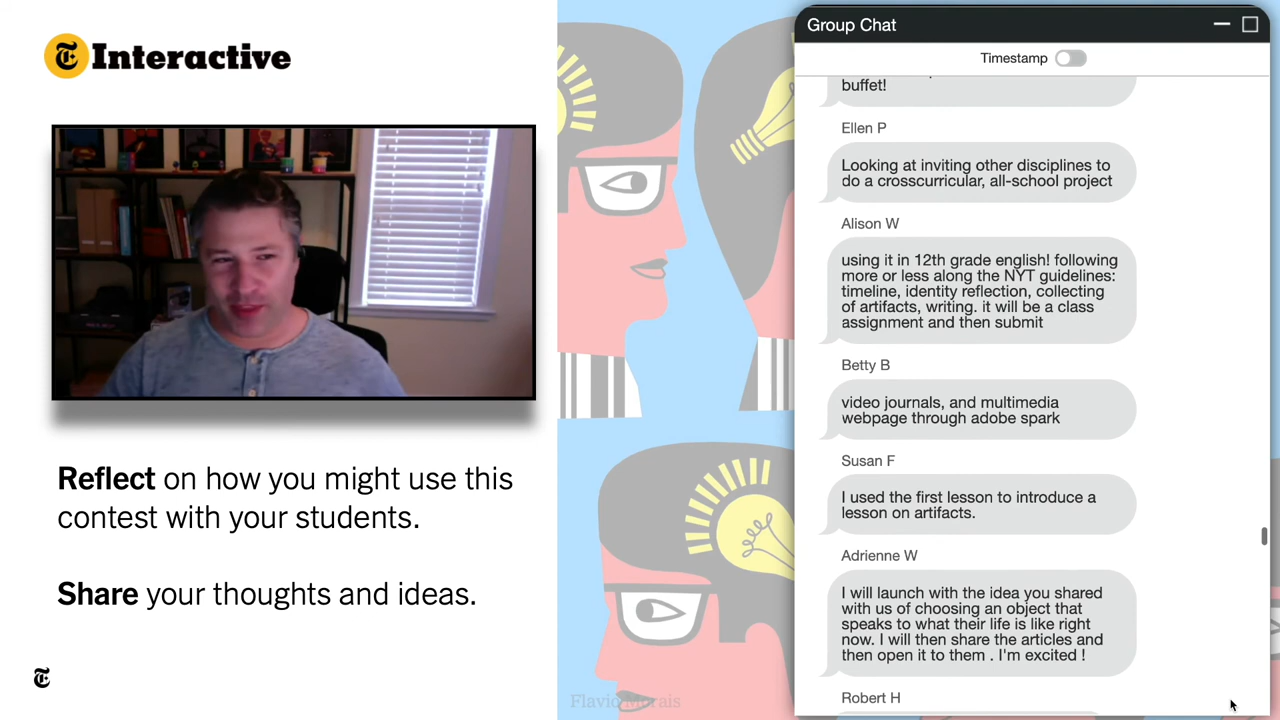 Interactive
Reflect on how you might use this
contest with your students.
Share your thoughts and ideas.
Flavio Morais
Group Chat
Timestamp
buffet!
Ellen P
Looking at inviting other disciplines to
do a crosscurricular, all-school project
Alison W
using it in 12th grade english! following
more or less along the NYT guidelines:
timeline, identity reflection, collecting
of artifacts, writing. it will be a class
assignment and then submit
Betty B
video journals, and multimedia
webpage through adobe spark
Susan F
I used the first lesson to introduce a
lesson on artifacts.
Adrienne W
I will launch with the idea you shared
with us of choosing an object that
speaks to what their life is like right
now. I will then share the articles and
then open it to them . I'm excited !
Robert H